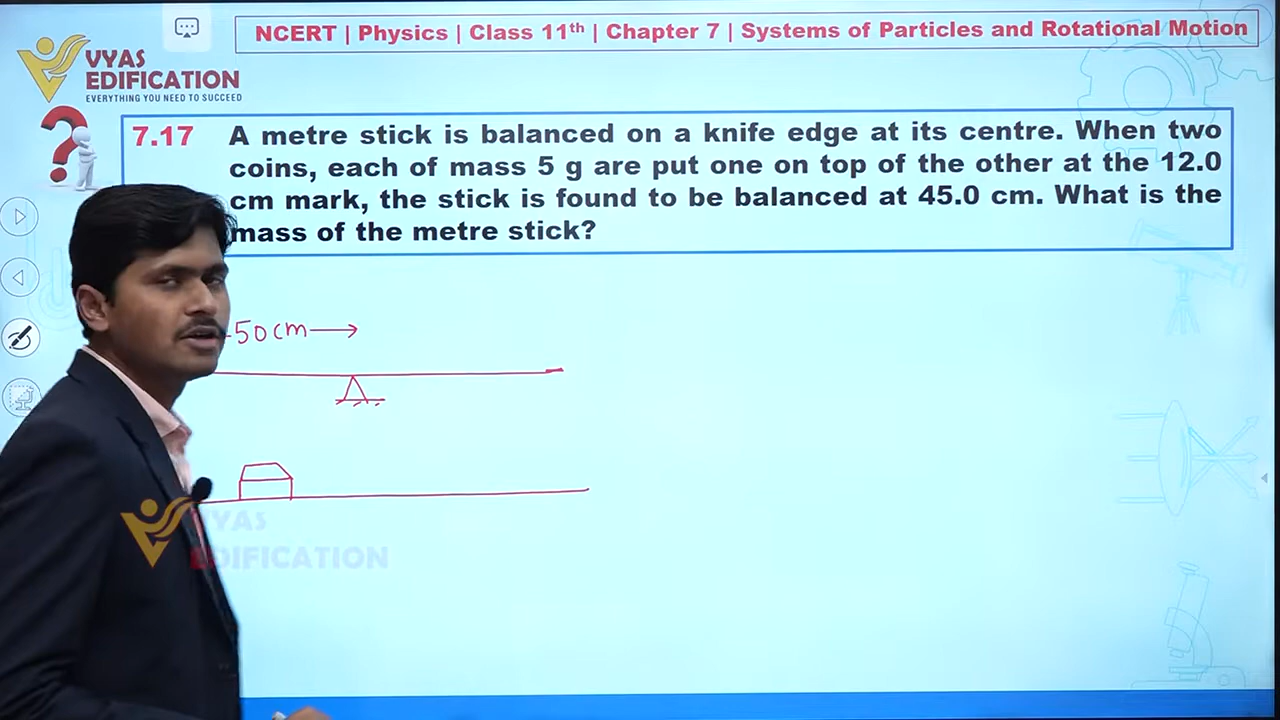 NCERT | Physics | Class 11th | Chapter 7 | Systems of Particles and Rotational Motion
VYAS
EDIFICATION
EVERYTHING YOU NEED TO SUCCEED
7.17 A metre stick is balanced on a knife edge at its centre. When two
coins, each of mass 5 g are put one on top of the other at the 12.0
cm mark, the stick is found to be balanced at 45.0 cm. What is the
mass of the metre stick?
50cm
VYAS
EDIFICATION